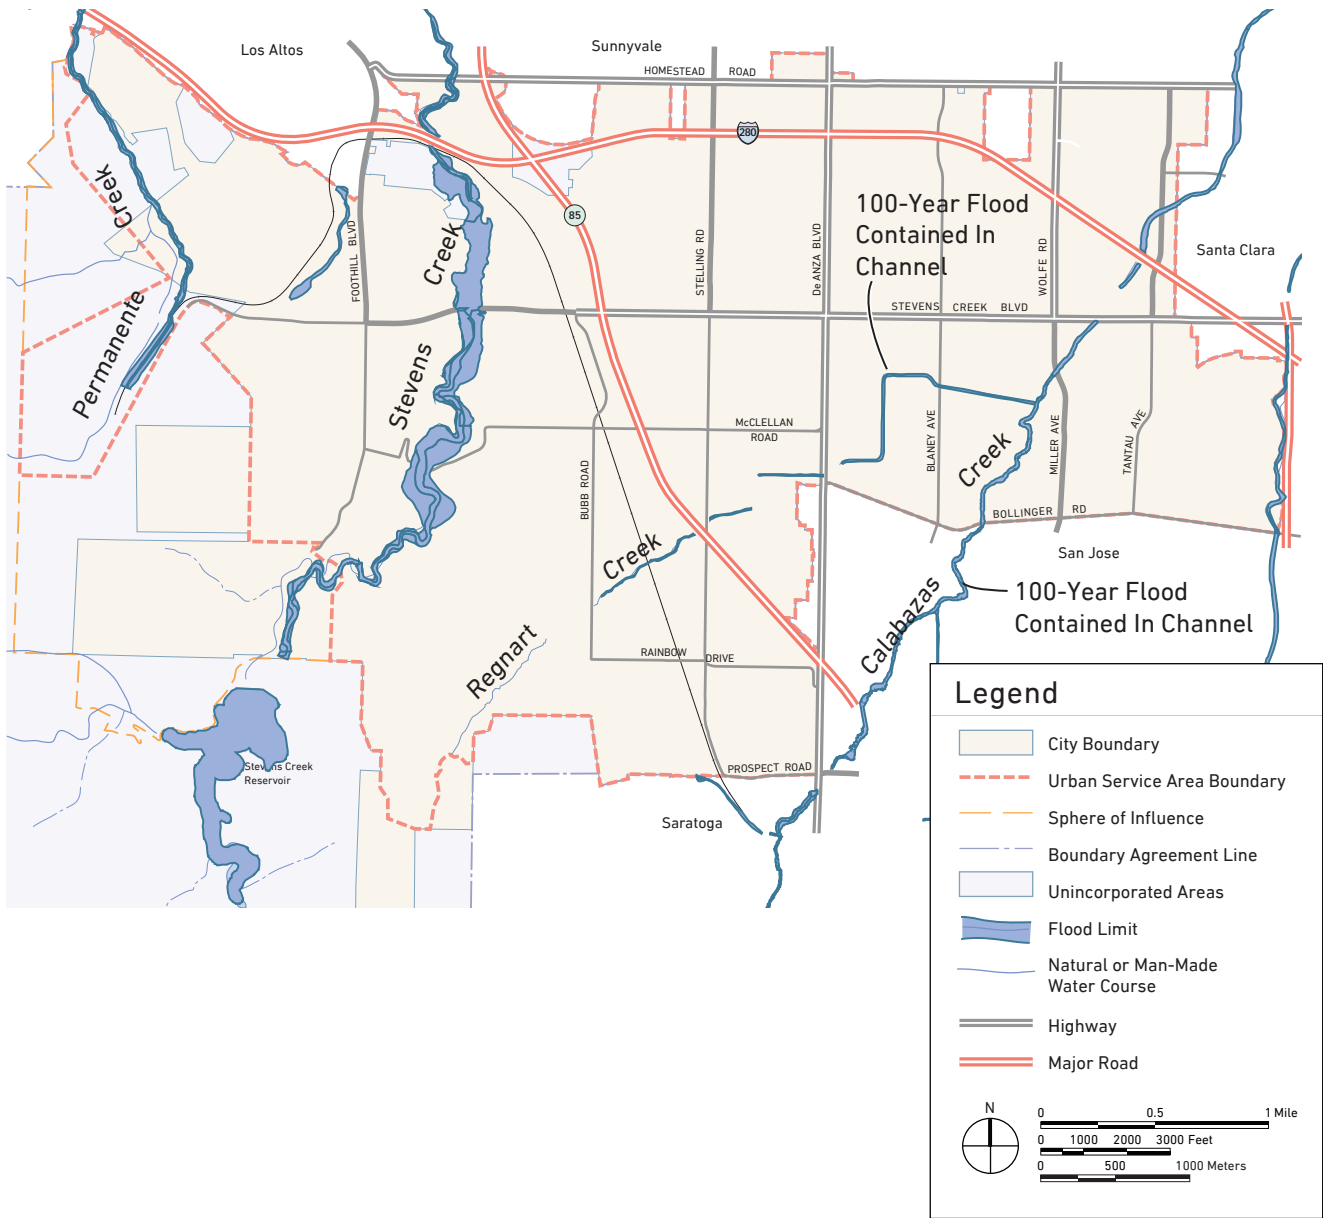 Los Altos
Sunnyvale
HOMESTEAD ROAD
280
85
Creek
Permanente
FOOTHILL BLVD
Creek
Stevens
STELLING RD
De ANZA BLVD
100-Year Flood
Contained In
Channel
WOLFE RD
Santa Clara
STEVENS CREEK BLVD
McCLELLAN
ROAD
BLANEY AVE
Creek
MILLER AVE
TANTAU AVE
BUBB ROAD
BOLLINGER RD
San Jose
Creek
Regnart
Calabazas
100-Year Flood
Contained In Channel
RAINBOW DRIVE
Stevens Creek
Reservoir
PROSPECT ROAD
Saratoga
Legend
City Boundary
Urban Service Area Boundary
Sphere of Influence
Boundary Agreement Line
Unincorporated Areas
Flood Limit
Natural or Man-Made
Water Course
Highway
Major Road
N
0 0.5 1 Mile
0 1000 2000 3000 Feet
0 500 1000 Meters